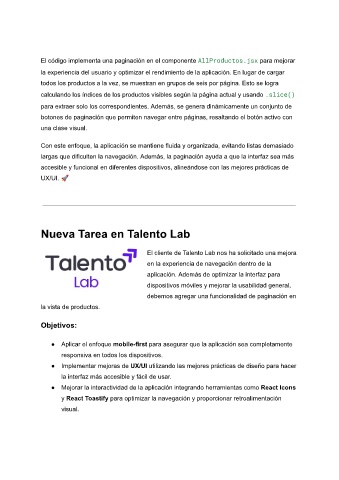 El código implementa una paginación en el componente AllProductos.jsx para mejorar
la experiencia del usuario y optimizar el rendimiento de la aplicación. En lugar de cargar
todos los productos a la vez, se muestran en grupos de seis por página. Esto se logra
calculando los índices de los productos visibles según la página actual y usando .slice()
para extraer solo los correspondientes. Además, se genera dinámicamente un conjunto de
botones de paginación que permiten navegar entre páginas, resaltando el botón activo con
una clase visual.
Con este enfoque, la aplicación se mantiene fluida y organizada, evitando listas demasiado
largas que dificulten la navegación. Además, la paginación ayuda a que la interfaz sea más
accesible y funcional en diferentes dispositivos, alineándose con las mejores prácticas de
UX/UI. 🚀
Nueva Tarea en Talento Lab
Talento
Lab
El cliente de Talento Lab nos ha solicitado una mejora
en la experiencia de navegación dentro de la
aplicación. Además de optimizar la interfaz para
dispositivos móviles y mejorar la usabilidad general,
debemos agregar una funcionalidad de paginación en
la vista de productos.
Objetivos:
● Aplicar el enfoque mobile-first para asegurar que la aplicación sea completamente
responsiva en todos los dispositivos.
● Implementar mejoras de UX/UI utilizando las mejores prácticas de diseño para hacer
la interfaz más accesible y fácil de usar.
● Mejorar la interactividad de la aplicación integrando herramientas como React Icons
y React Toastify para optimizar la navegación y proporcionar retroalimentación
visual.